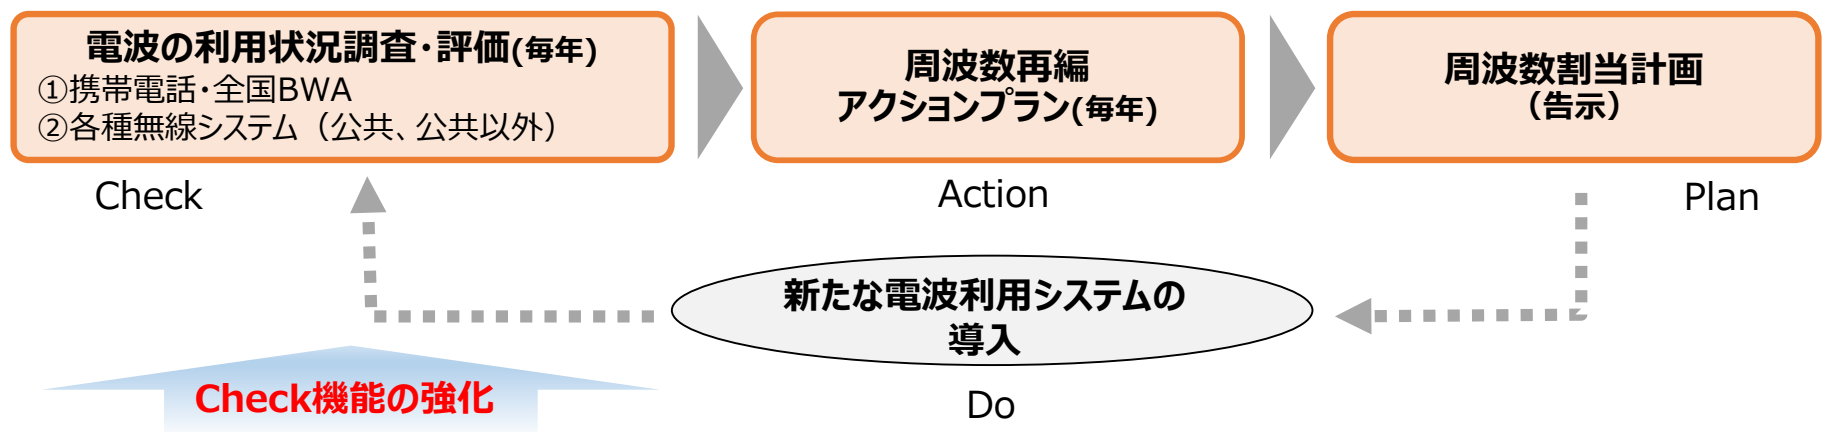 電波の利用状況調査・評価(毎年)
①携帯電話・全国BWA
②各種無線システム（公共、公共以外）
Check
周波数再編
アクションプラン(毎年)
Action
周波数割当計画
（告示）
Plan
新たな電波利用システムの
導入
Do
Check機能の強化